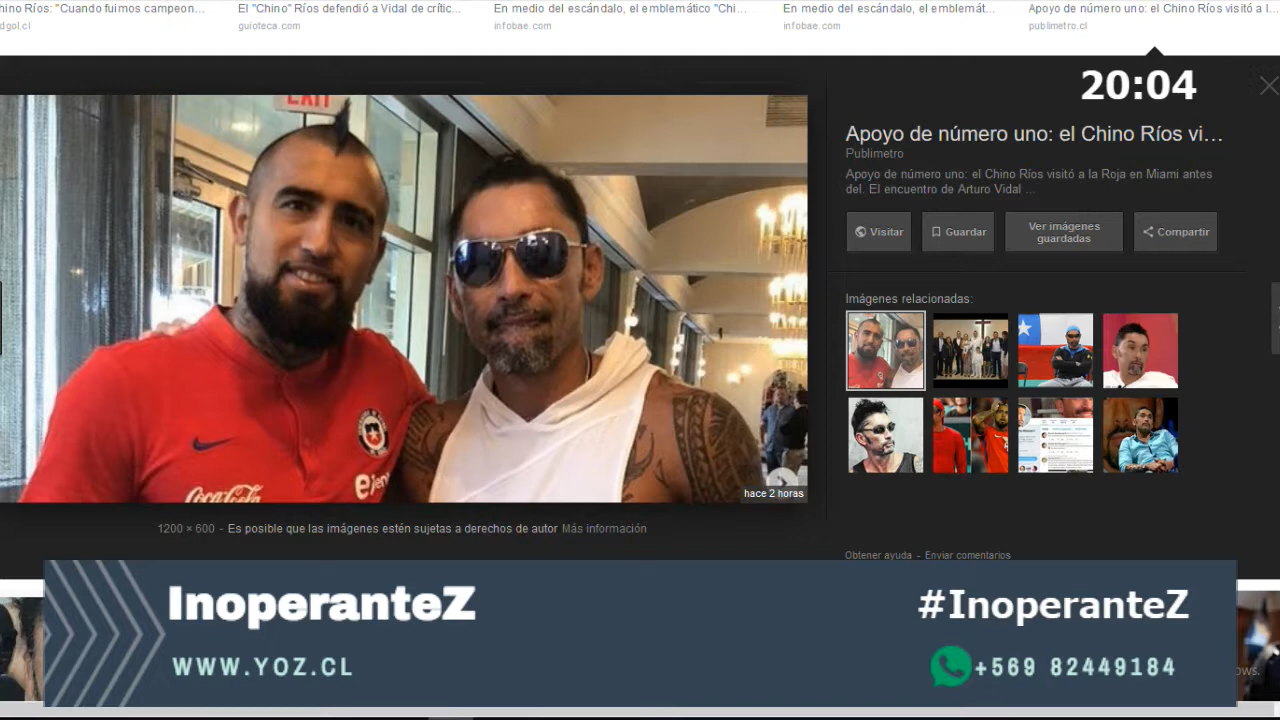 hino Ríos: "Cuando fuimos campeon...
dgol.cl
El "Chino" Ríos defendió a Vidal de crític...
guioteca.com
En medio del escándalo, el emblemático "Chi...
infobae.com
En medio del escándalo, el emblemát...
infobae.com
Apoyo de número uno: el Chino Ríos visitó a l...
publimetro.cl
20:04
EXIT
Apoyo de número uno: el Chino Ríos vi...
Publimetro
Apoyo de número uno: el Chino Ríos visitó a la Roja en Miami antes
del. El encuentro de Arturo Vidal ...
Visitar
Guardar
Ver imágenes
guardadas
Compartir
Imágenes relacionadas:
Coca-Cola
hace 2 horas
1200 × 600 - Es posible que las imágenes estén sujetas a derechos de autor Más información
Obtener ayuda - Enviar comentarios
InoperanteZ
WWW.YOZ.CL
#InoperanteZ
+569 82449184
ows.